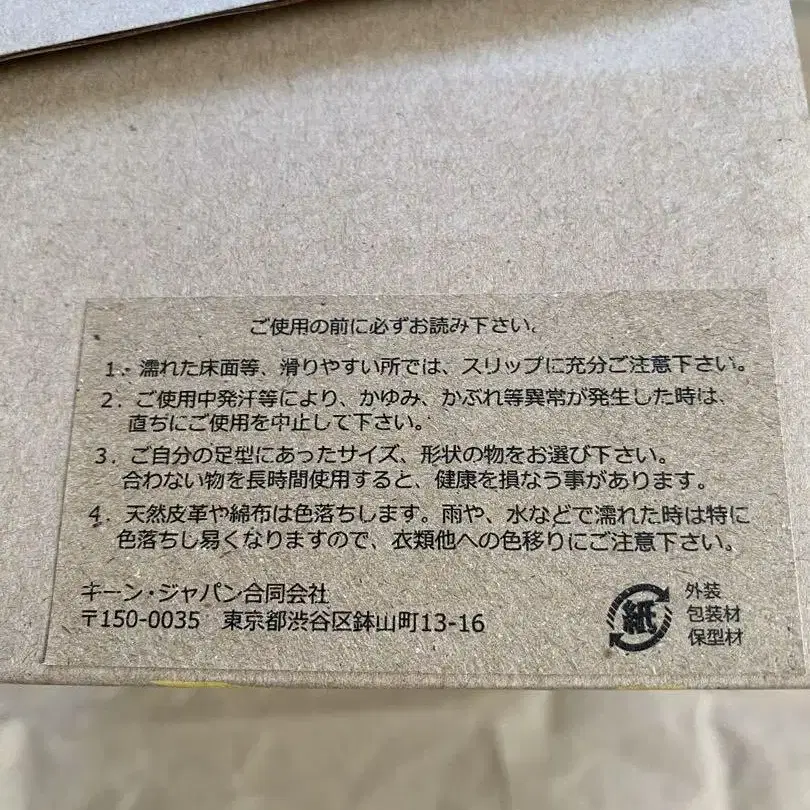 ご使用の前に必ずお読み下さい。
1. 濡れた床面等、滑りやすい所では、スリップに充分ご注意下さい。
2. ご使用中発汗等により、かゆみ、かぶれ等異常が発生した時は、
直ちにご使用を中止して下さい。
3. ご自分の足型にあったサイズ、形状の物をお選び下さい。
合わない物を長時間使用すると、健康を損なう事があります。
4. 天然皮革や綿布は色落ちします。雨や、水などで濡れた時は特に
色落ちし易くなりますので、衣類他への色移りにご注意下さい。
キーン・ジャパン合同会社
〒150-0035 東京都渋谷区鉢山町13-16
紙
外装
包装材
保型材